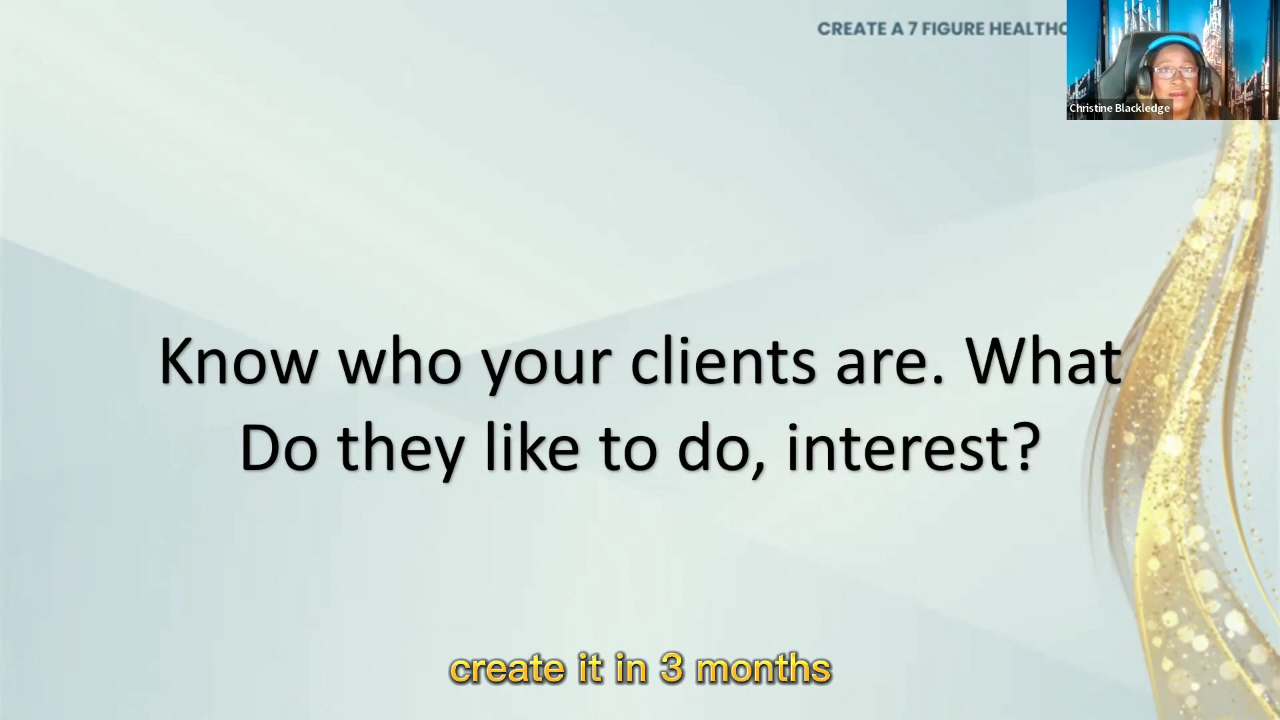 CREATE A 7 FIGURE
Christine Blackledge
Know who your clients are. What
Do they like to do, interest?
create it in 3 months